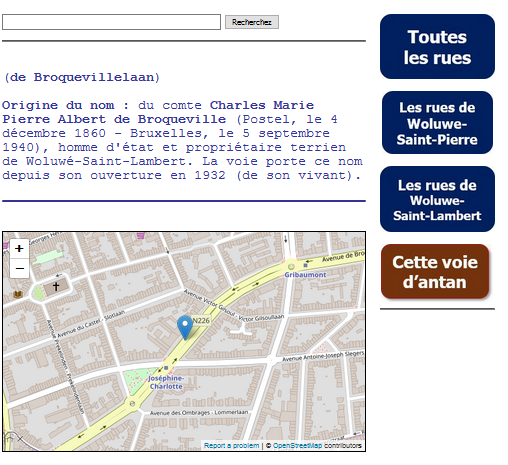 Recherchez
Toutes
les rues
(de Broquevillelaan)
Origine du nom : du comte Charles Marie
Pierre Albert de Broqueville (Postel, le 4
décembre 1860 - Bruxelles, le 5 septembre
1940), homme d'état et propriétaire terrien
de Woluwé-Saint-Lambert. La voie porte ce nom
depuis son ouverture en 1932 (de son vivant).
Les rues de
Woluwe-
Saint-Pierre
Les rues de
Woluwe-
Saint-Lambert
Cette voie
d'antan
+
−
Georges Henri
Avenue de Bro
Gribaumont
Avenue Victor Gilsoul - Victor Gilsoullaan
N226
Avenue du Castel - Slotlaan
Avenue Antoine-Joseph Slegers
Joséphine-
Charlotte
Avenue des Ombrages - Lommerlaan
Report a problem | © OpenStreetMap contributors